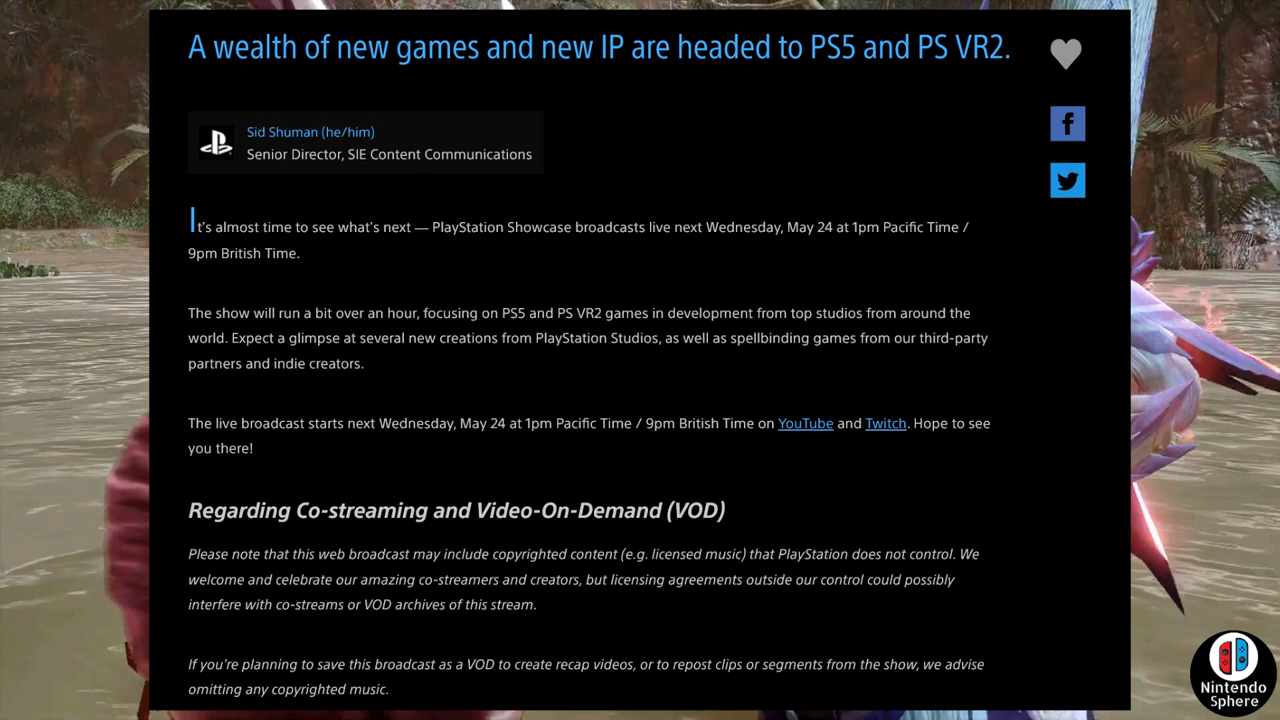 A wealth of new games and new IP are headed to PS5 and PS VR2.
Sid Shuman (he/him)
Senior Director, SIE Content Communications
It's almost time to see what's next — PlayStation Showcase broadcasts live next Wednesday, May 24 at 1pm Pacific Time /
9pm British Time.
The show will run a bit over an hour, focusing on PS5 and PS VR2 games in development from top studios from around the
world. Expect a glimpse at several new creations from PlayStation Studios, as well as spellbinding games from our third-party
partners and indie creators.
The live broadcast starts next Wednesday, May 24 at 1pm Pacific Time / 9pm British Time on YouTube and Twitch. Hope to see
you there!
Regarding Co-streaming and Video-On-Demand (VOD)
Please note that this web broadcast may include copyrighted content (e.g. licensed music) that PlayStation does not control. We
welcome and celebrate our amazing co-streamers and creators, but licensing agreements outside our control could possibly
interfere with co-streams or VOD archives of this stream.
If you're planning to save this broadcast as a VOD to create recap videos, or to repost clips or segments from the show, we advise
omitting any copyrighted music.
Nintendo
Sphere